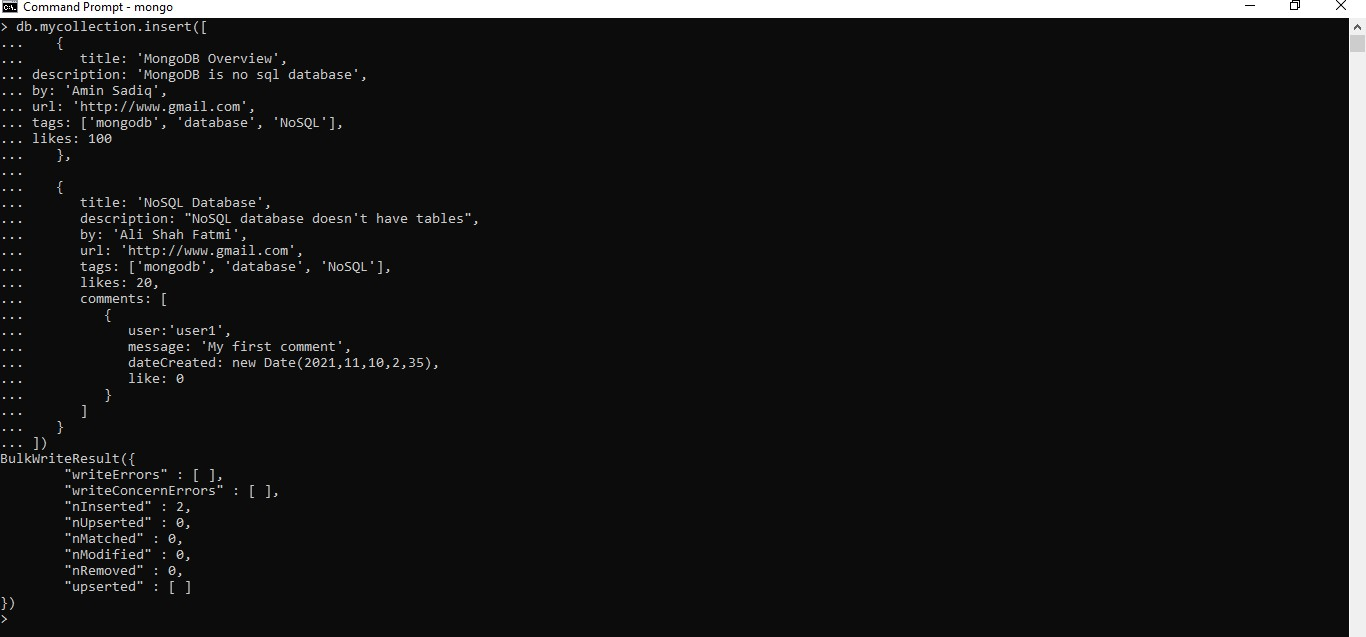 Command Prompt - mongo
> db.mycollection.insert([
...    {
...       title: 'MongoDB Overview',
... description: 'MongoDB is no sql database',
... by: 'Amin Sadiq',
... url: 'http://www.gmail.com',
... tags: ['mongodb', 'database', 'NoSQL'],
... likes: 100
...    },
...
...    {
...       title: 'NoSQL Database',
...       description: "NoSQL database doesn't have tables",
...       by: 'Ali Shah Fatmi',
...       url: 'http://www.gmail.com',
...       tags: ['mongodb', 'database', 'NoSQL'],
...       likes: 20,
...       comments: [
...          {
...             user:'user1',
...             message: 'My first comment',
...             dateCreated: new Date(2021,11,10,2,35),
...             like: 0
...          }
...       ]
...    }
... ])
BulkWriteResult({
        "writeErrors" : [ ],
        "writeConcernErrors" : [ ],
        "nInserted" : 2,
        "nUpserted" : 0,
        "nMatched" : 0,
        "nModified" : 0,
        "nRemoved" : 0,
        "upserted" : [ ]
})
>